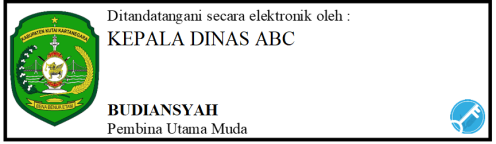 KABUPATEN KUTAI KARTANEGARA
Ditandatangani secara elektronik oleh :
KEPALA DINAS ABC
BUDIANSYAH
Pembina Utama Muda